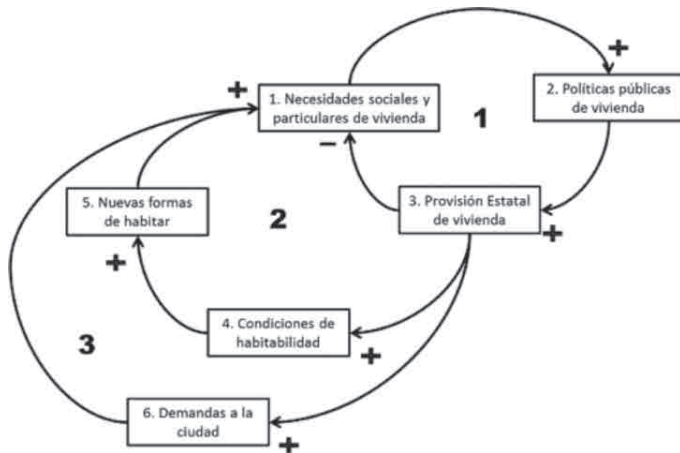 +
+
1. Necesidades sociales y
particulares de vivienda
2. Políticas públicas
de vivienda
1
−
5. Nuevas formas
de habitar
2
3. Provisión Estatal
de vivienda
+
+
4. Condiciones de
habitabilidad
3
+
6. Demandas a la
ciudad
+